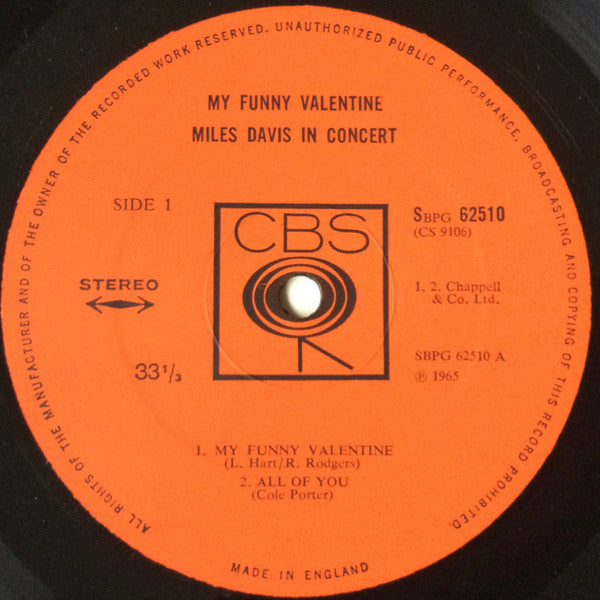 ALL RIGHTS OF THE MANUFACTURER AND OF THE OWNER OF THE RECORDED WORK RESERVED. UNAUTHORIZED PUBLIC PERFORMANCE, BROADCASTING AND COPYING OF THIS RECORD PROHIBITED.
MY FUNNY VALENTINE
MILES DAVIS IN CONCERT
SIDE 1
CBS
SBPG 62510
(CS 9106)
STEREO
1, 2. Chappell
& Co. Ltd.
33 1/3
SBPG 62510 A
℗ 1965
1. MY FUNNY VALENTINE
(L. Hart/R. Rodgers)
2. ALL OF YOU
(Cole Porter)
MADE IN ENGLAND